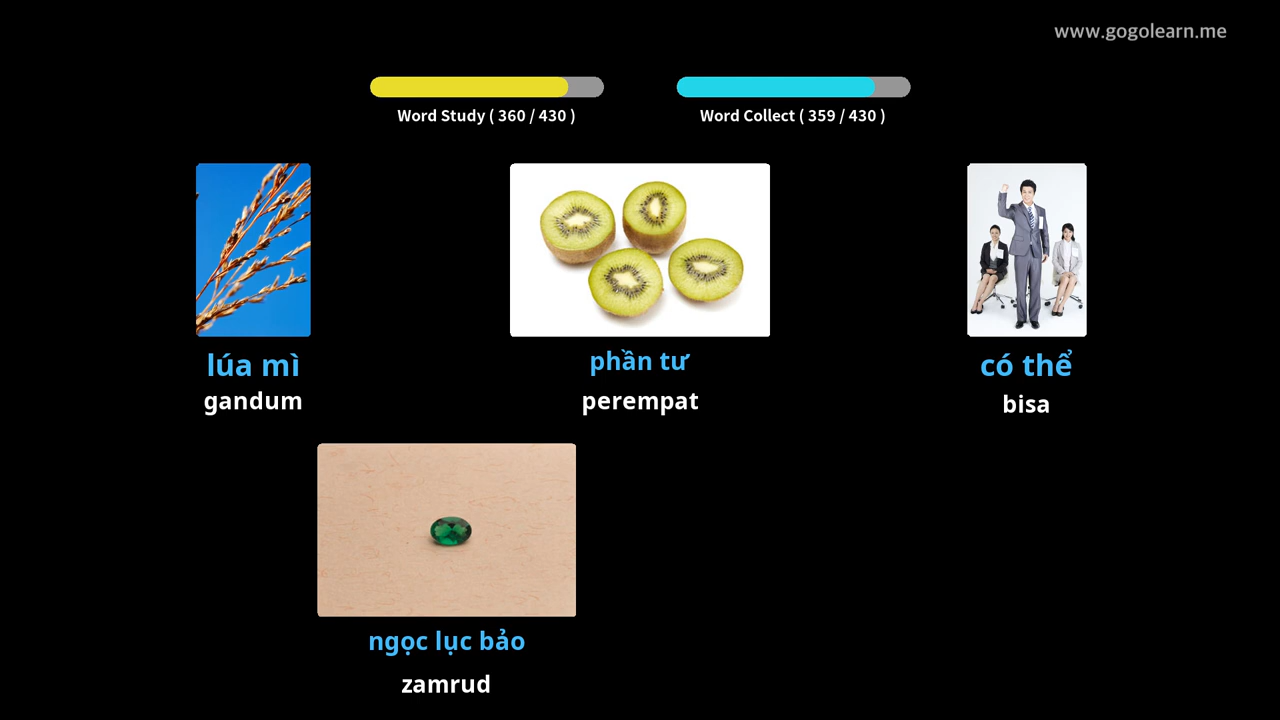 www.gogolearn.me
Word Study ( 360 / 430 )
Word Collect ( 359 / 430 )
lúa mì
gandum
phần tư
perempat
có thể
bisa
ngọc lục bảo
zamrud